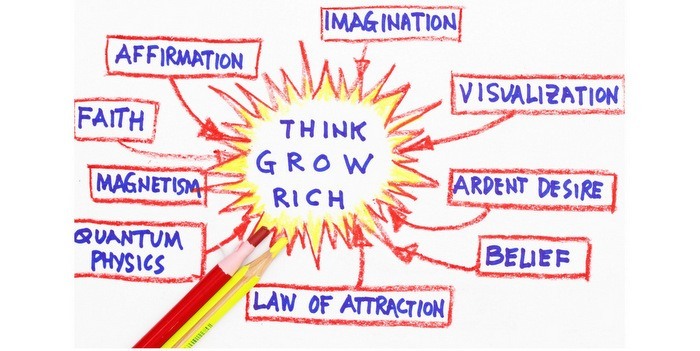 IMAGINATION
AFFIRMATION
VISUALIZATION
FAITH
THINK
GROW
RICH
MAGNETISM
ARDENT DESIRE
QUANTUM
PHYSICS
BELIEF
LAW OF ATTRACTION